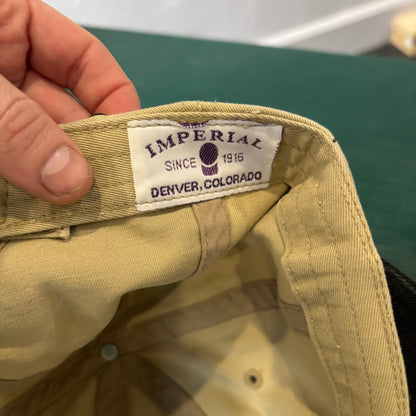 IMPERIAL
SINCE 1916
DENVER, COLORADO